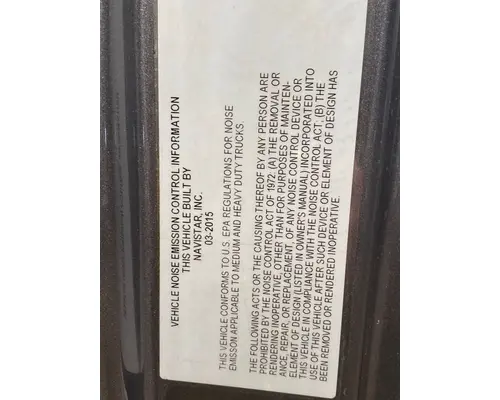 VEHICLE NOISE EMISSION CONTROL INFORMATION
THIS VEHICLE BUILT BY
NAVISTAR, INC.
03-2015
THIS VEHICLE CONFORMS TO U.S. EPA REGULATIONS FOR NOISE
EMISSON APPLICABLE TO MEDIUM AND HEAVY DUTY TRUCKS.
THE FOLLOWING ACTS OR THE CAUSING THEREOF BY ANY PERSON ARE
PROHIBITED BY THE NOISE CONTROL ACT OF 1972: (A) THE REMOVAL OR
RENDERING INOPERATIVE, OTHER THAN FOR PURPOSES OF MAINTEN-
ANCE, REPAIR, OR REPLACEMENT, OF ANY NOISE CONTROL DEVICE OR
ELEMENT OF DESIGN (LISTED IN OWNER'S MANUAL) INCORPORATED INTO
THIS VEHICLE IN COMPLIANCE WITH THE NOISE CONTROL ACT, (B) THE
USE OF THIS VEHICLE AFTER SUCH DEVICE OR ELEMENT OF DESIGN HAS
BEEN REMOVED OR RENDERED INOPERATIVE.